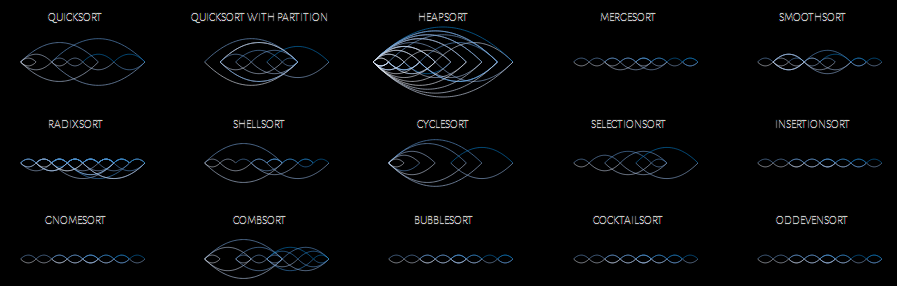 QUICKSORT
QUICKSORT WITH PARTITION
HEAPSORT
MERGESORT
SMOOTHSORT
RADIXSORT
SHELLSORT
CYCLESORT
SELECTIONSORT
INSERTIONSORT
GNOMESORT
COMBSORT
BUBBLESORT
COCKTAILSORT
ODDEVENSORT